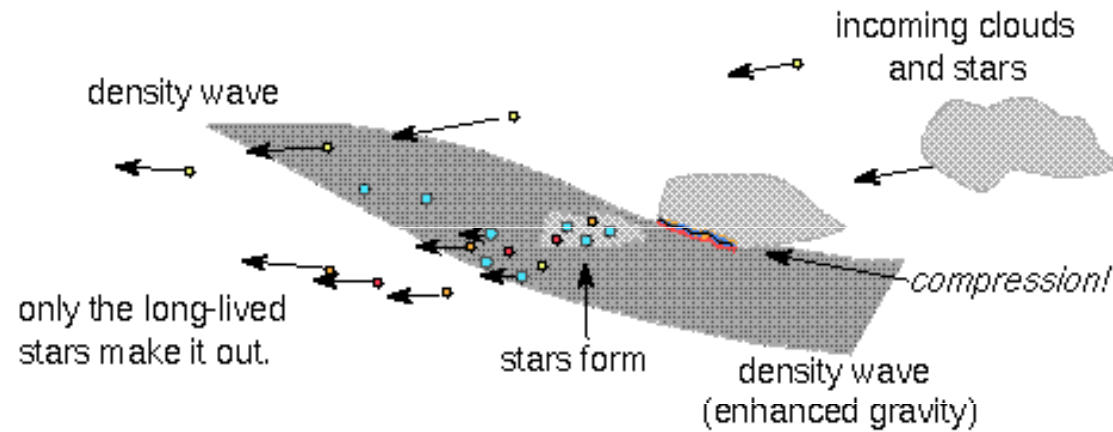 incoming clouds
and stars
density wave
compression!
only the long-lived
stars make it out.
stars form
density wave
(enhanced gravity)